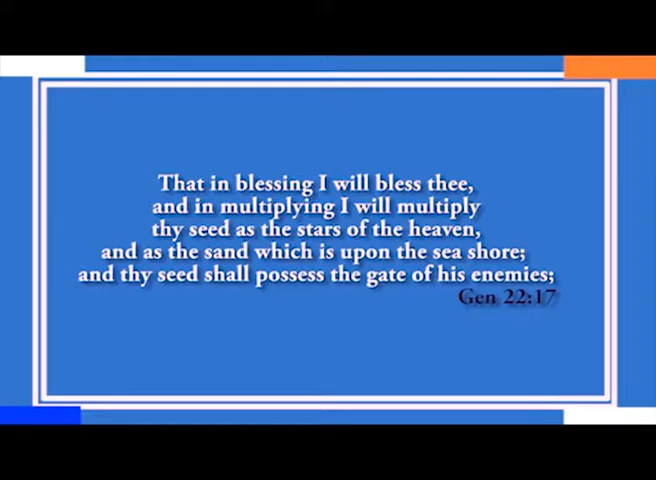 That in blessing I will bless thee,
and in multiplying I will multiply
thy seed as the stars of the heaven,
and as the sand which is upon the sea shore;
and thy seed shall possess the gate of his enemies;
Gen 22:17